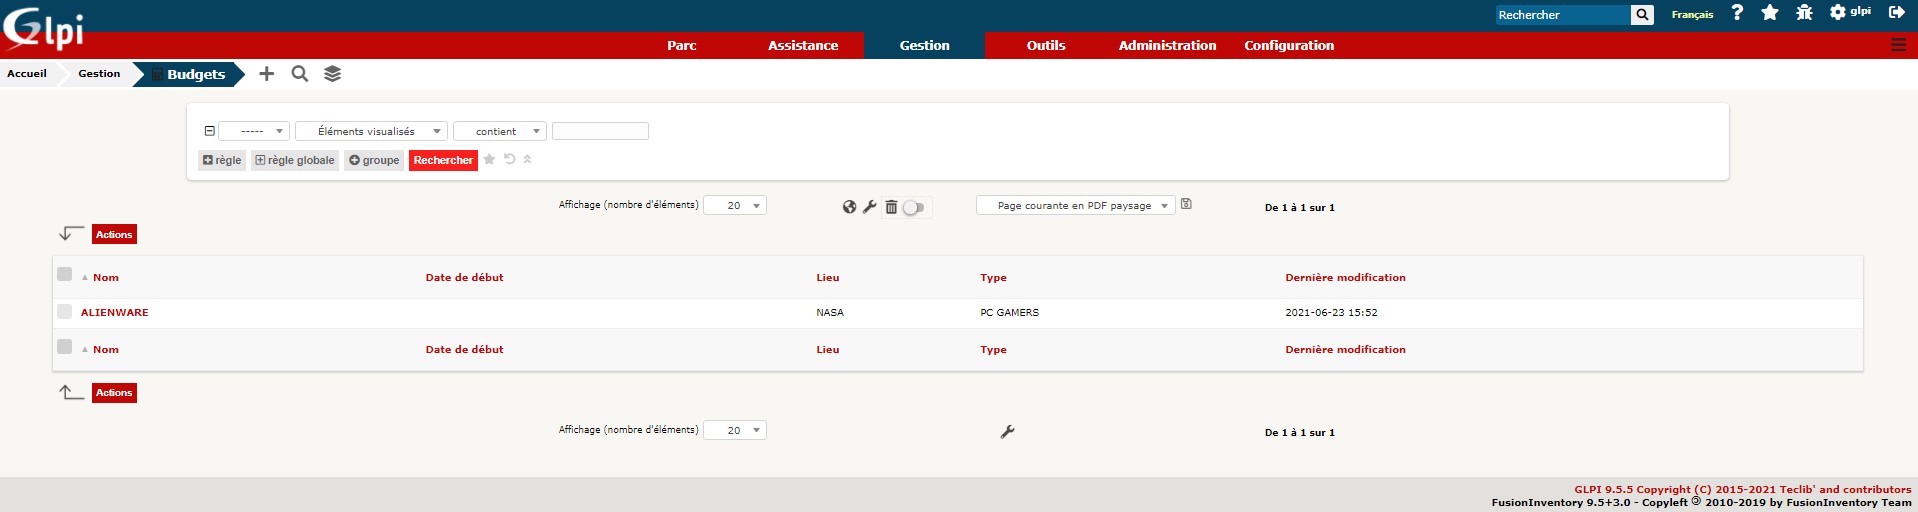 Glpi
Rechercher Français ? glpi
Parc Assistance Gestion Outils Administration Configuration
Accueil Gestion Budgets
----- Éléments visualisés contient
règle règle globale groupe Rechercher
Affichage (nombre d'éléments) 20 Page courante en PDF paysage De 1 à 1 sur 1
Actions
Nom Date de début Lieu Type Dernière modification
ALIENWARE NASA PC GAMERS 2021-06-23 15:52
Nom Date de début Lieu Type Dernière modification
Actions
Affichage (nombre d'éléments) 20 De 1 à 1 sur 1
GLPI 9.5.5 Copyright (C) 2015-2021 Teclib' and contributors
FusionInventory 9.5+3.0 - Copyleft 🄯 2010-2019 by FusionInventory Team